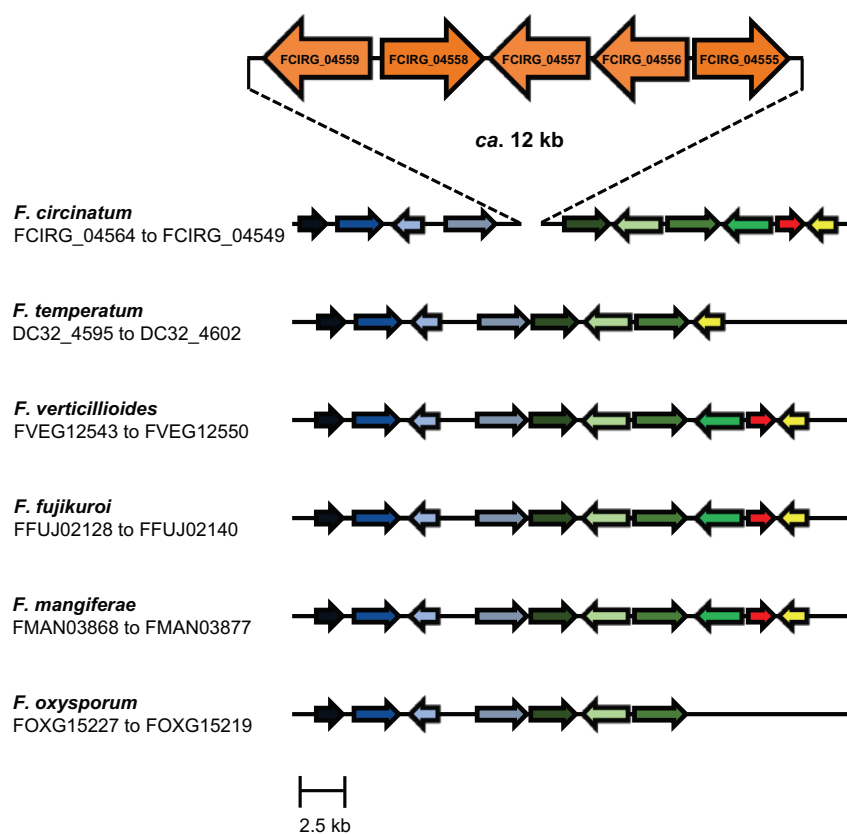 FCIRG_04559 FCIRG_04558 FCIRG_04557 FCIRG_04556 FCIRG_04555
ca. 12 kb
F. circinatum
FCIRG_04564 to FCIRG_04549
F. temperatum
DC32_4595 to DC32_4602
F. verticillioides
FVEG12543 to FVEG12550
F. fujikuroi
FFUJ02128 to FFUJ02140
F. mangiferae
FMAN03868 to FMAN03877
F. oxysporum
FOXG15227 to FOXG15219
2.5 kb